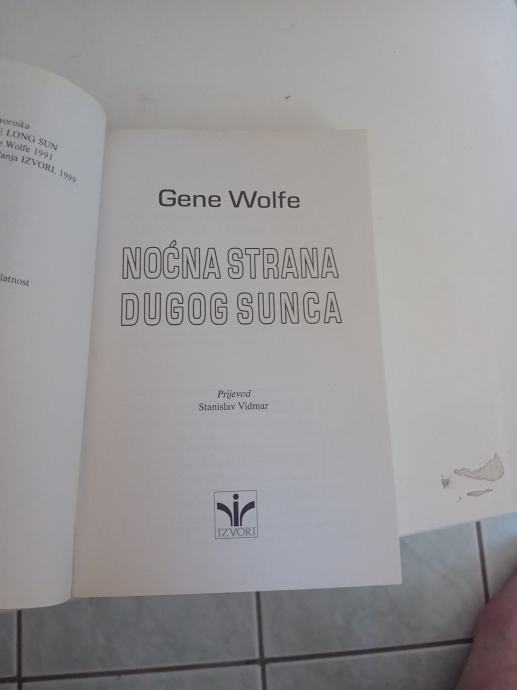 vornika
E LONG SUN
e Wolfe 1991
anja IZVORI, 1999.
latnost
Gene Wolfe
NOĆNA STRANA
DUGOG SUNCA
Prijevod
Stanislav Vidmar
IZVORI